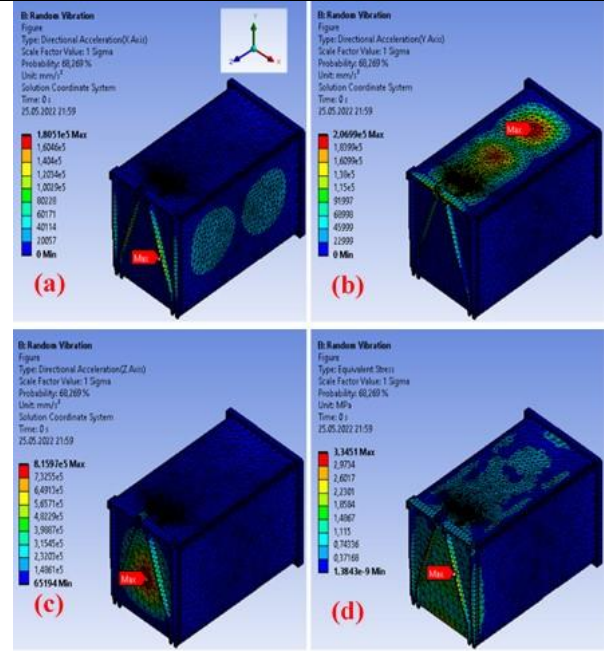 B: Random Vibration
Figure
Type: Directional Acceleration(X Axis)
Scale Factor Value: 1 Sigma
Probability: 68,269 %
Unit: mm/s²
Solution Coordinate System
Time: 0 s
25.05.2022 21:59
1,8051e5 Max
1,6046e5
1,404e5
1,2034e5
1,0029e5
80228
60171
40114
20057
0 Min
Y
Z
X
Max
(a)
B: Random Vibration
Figure
Type: Directional Acceleration(Y Axis)
Scale Factor Value: 1 Sigma
Probability: 68,269 %
Unit: mm/s²
Solution Coordinate System
Time: 0 s
25.05.2022 21:59
2,0699e5 Max
1,8399e5
1,6099e5
1,38e5
1,15e5
91997
68998
45999
22999
0 Min
Max
(b)
B: Random Vibration
Figure
Type: Directional Acceleration(Z Axis)
Scale Factor Value: 1 Sigma
Probability: 68,269 %
Unit: mm/s²
Solution Coordinate System
Time: 0 s
25.05.2022 21:59
8,1597e5 Max
7,3255e5
6,4913e5
5,6571e5
4,8229e5
3,9887e5
3,1545e5
2,3203e5
1,4861e5
65194 Min
Max
(c)
B: Random Vibration
Figure
Type: Equivalent Stress
Scale Factor Value: 1 Sigma
Probability: 68,269 %
Unit: MPa
Time: 0 s
25.05.2022 21:59
3,3451 Max
2,9734
2,6017
2,2301
1,8584
1,4867
1,115
0,74336
0,37168
1,3843e-9 Min
Max
(d)